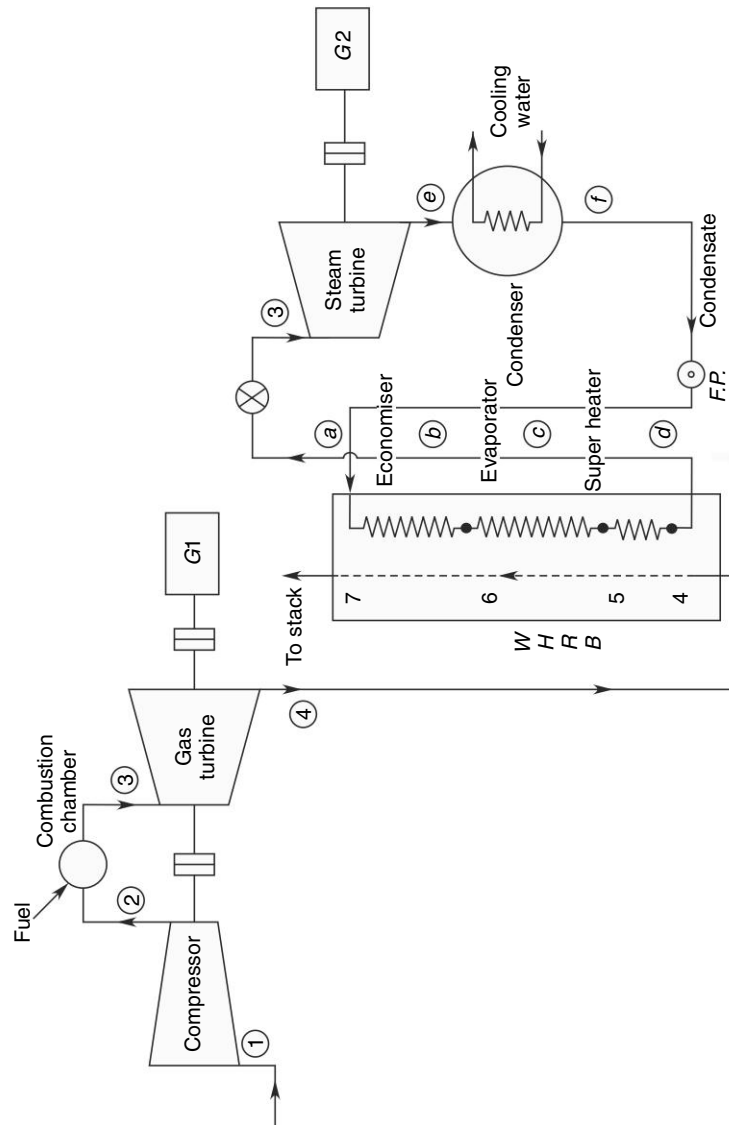 G1
G2
Fuel
Combustion
chamber
2
3
Compressor
1
Gas
turbine
4
To stack
7
6
5
4
W
H
R
B
3
Steam
turbine
a
Economiser
b
Evaporator
c
Super heater
d
e
Cooling
water
Condenser
f
Condensate
F.P.